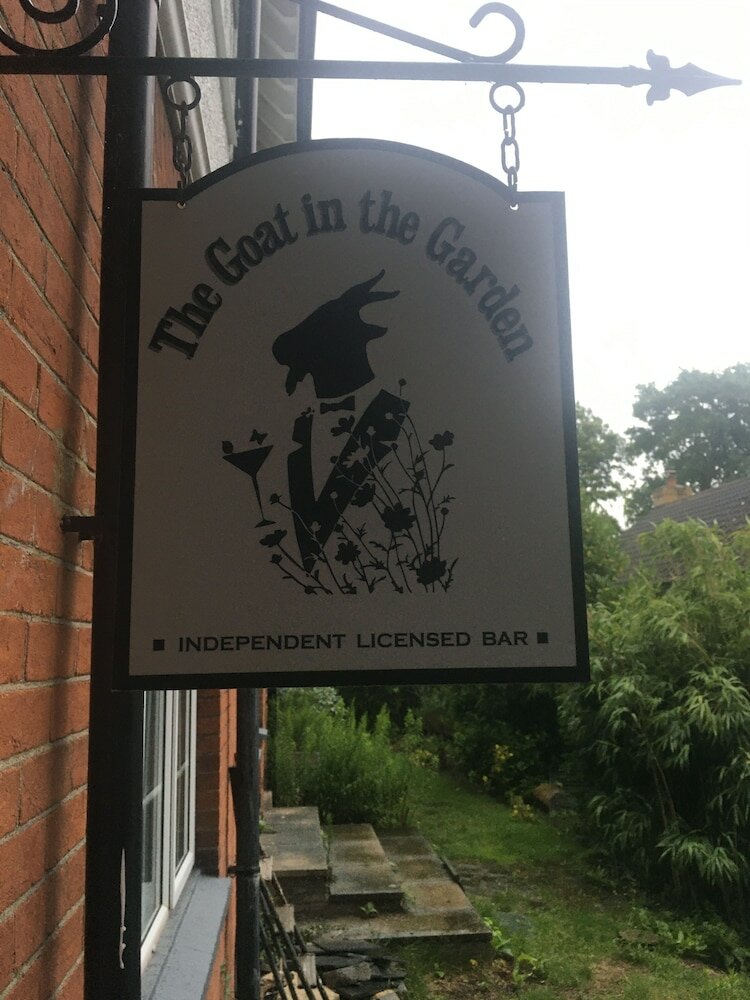 The Goat in the Garden
▪ INDEPENDENT LICENSED BAR ▪